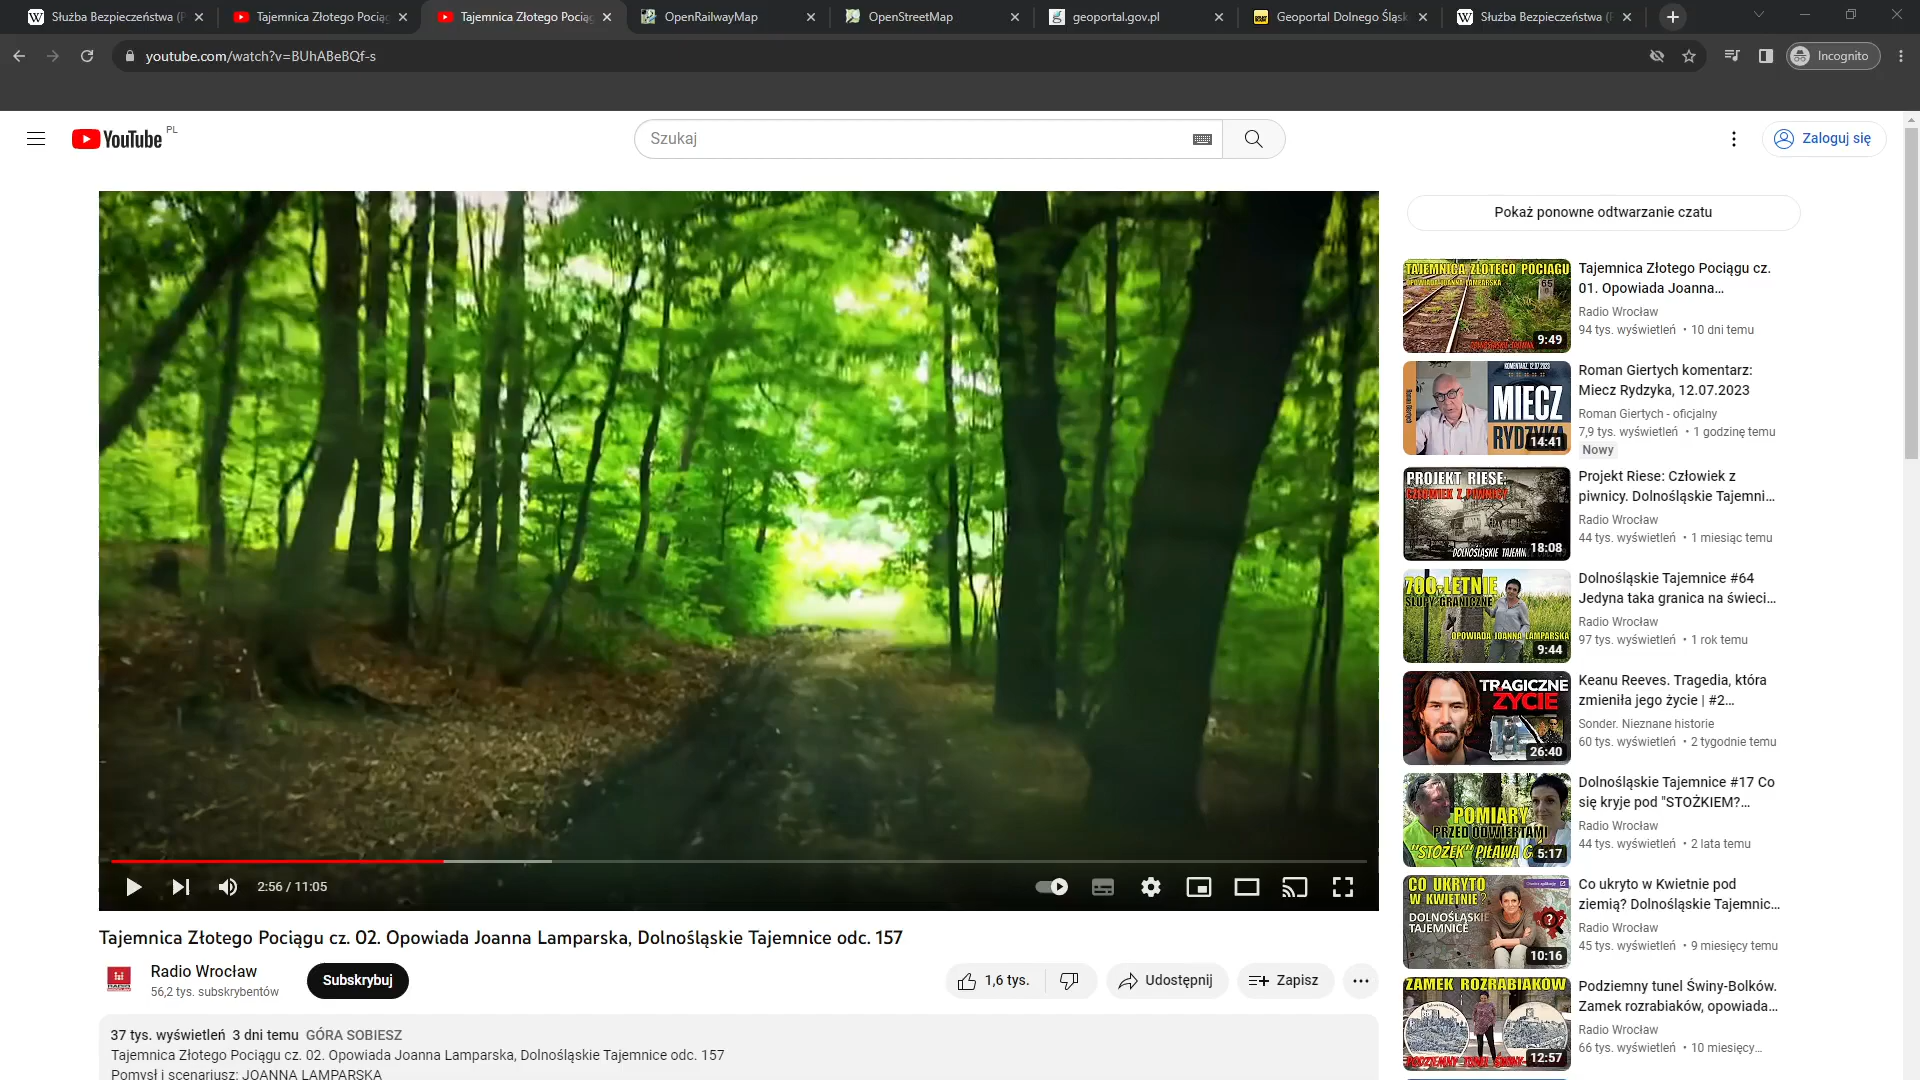 Służba Bezpieczeństwa (P
Tajemnica Złotego Pociąg
Tajemnica Złotego Pociąg
OpenRailwayMap
OpenStreetMap
geoportal.gov.pl
Geoportal Dolnego Śląsk
Służba Bezpieczeństwa (P
youtube.com/watch?v=BUhABeBQf-s
Incognito
YouTube PL
Szukaj
Zaloguj się
Pokaż ponowne odtwarzanie czatu
TAJEMNICA ZŁOTEGO POCIĄGU
OPOWIADA JOANNA LAMPARSKA
9:49
Tajemnica Złotego Pociągu cz.
01. Opowiada Joanna...
Radio Wrocław
94 tys. wyświetleń • 10 dni temu
KOMENTARZ, 12.07.2023
MIECZ
RYDZYKA
14:41
Roman Giertych komentarz:
Miecz Rydzyka, 12.07.2023
Roman Giertych - oficjalny
7,9 tys. wyświetleń • 1 godzinę temu
Nowy
PROJEKT RIESE:
CZŁOWIEK Z PIWNICY
18:08
Projekt Riese: Człowiek z
piwnicy. Dolnośląskie Tajemni...
Radio Wrocław
44 tys. wyświetleń • 1 miesiąc temu
700-LETNIE
SŁUPY GRANICZNE
OPOWIADA JOANNA LAMPARSKA
9:44
Dolnośląskie Tajemnice #64
Jedyna taka granica na świeci...
Radio Wrocław
97 tys. wyświetleń • 1 rok temu
TRAGICZNE
ŻYCIE
26:40
Keanu Reeves. Tragedia, która
zmieniła jego życie | #2...
Sonder. Nieznane historie
60 tys. wyświetleń • 2 tygodnie temu
POMIARY
PRZED ODWIERTAMI
"STOŻEK" PIŁAWA G
5:17
Dolnośląskie Tajemnice #17 Co
się kryje pod "STOŻKIEM?...
Radio Wrocław
44 tys. wyświetleń • 2 lata temu
CO UKRYTO
W KWIETNIE?
DOLNOŚLĄSKIE
TAJEMNICE
10:16
Co ukryto w Kwietnie pod
ziemią? Dolnośląskie Tajemnic...
Radio Wrocław
45 tys. wyświetleń • 9 miesięcy temu
ZAMEK ROZRABIAKÓW
PODZIEMNY TUNEL ŚWINY-BOLKÓW
12:57
Podziemny tunel Świny-Bolków.
Zamek rozrabiaków, opowiada...
Radio Wrocław
66 tys. wyświetleń • 10 miesięcy...
2:56 / 11:05
Tajemnica Złotego Pociągu cz. 02. Opowiada Joanna Lamparska, Dolnośląskie Tajemnice odc. 157
Radio Wrocław
56,2 tys. subskrybentów
Subskrybuj
1,6 tys.
Udostępnij
Zapisz
37 tys. wyświetleń 3 dni temu GÓRA SOBIESZ
Tajemnica Złotego Pociągu cz. 02. Opowiada Joanna Lamparska, Dolnośląskie Tajemnice odc. 157
Pomysł i scenariusz: JOANNA LAMPARSKA